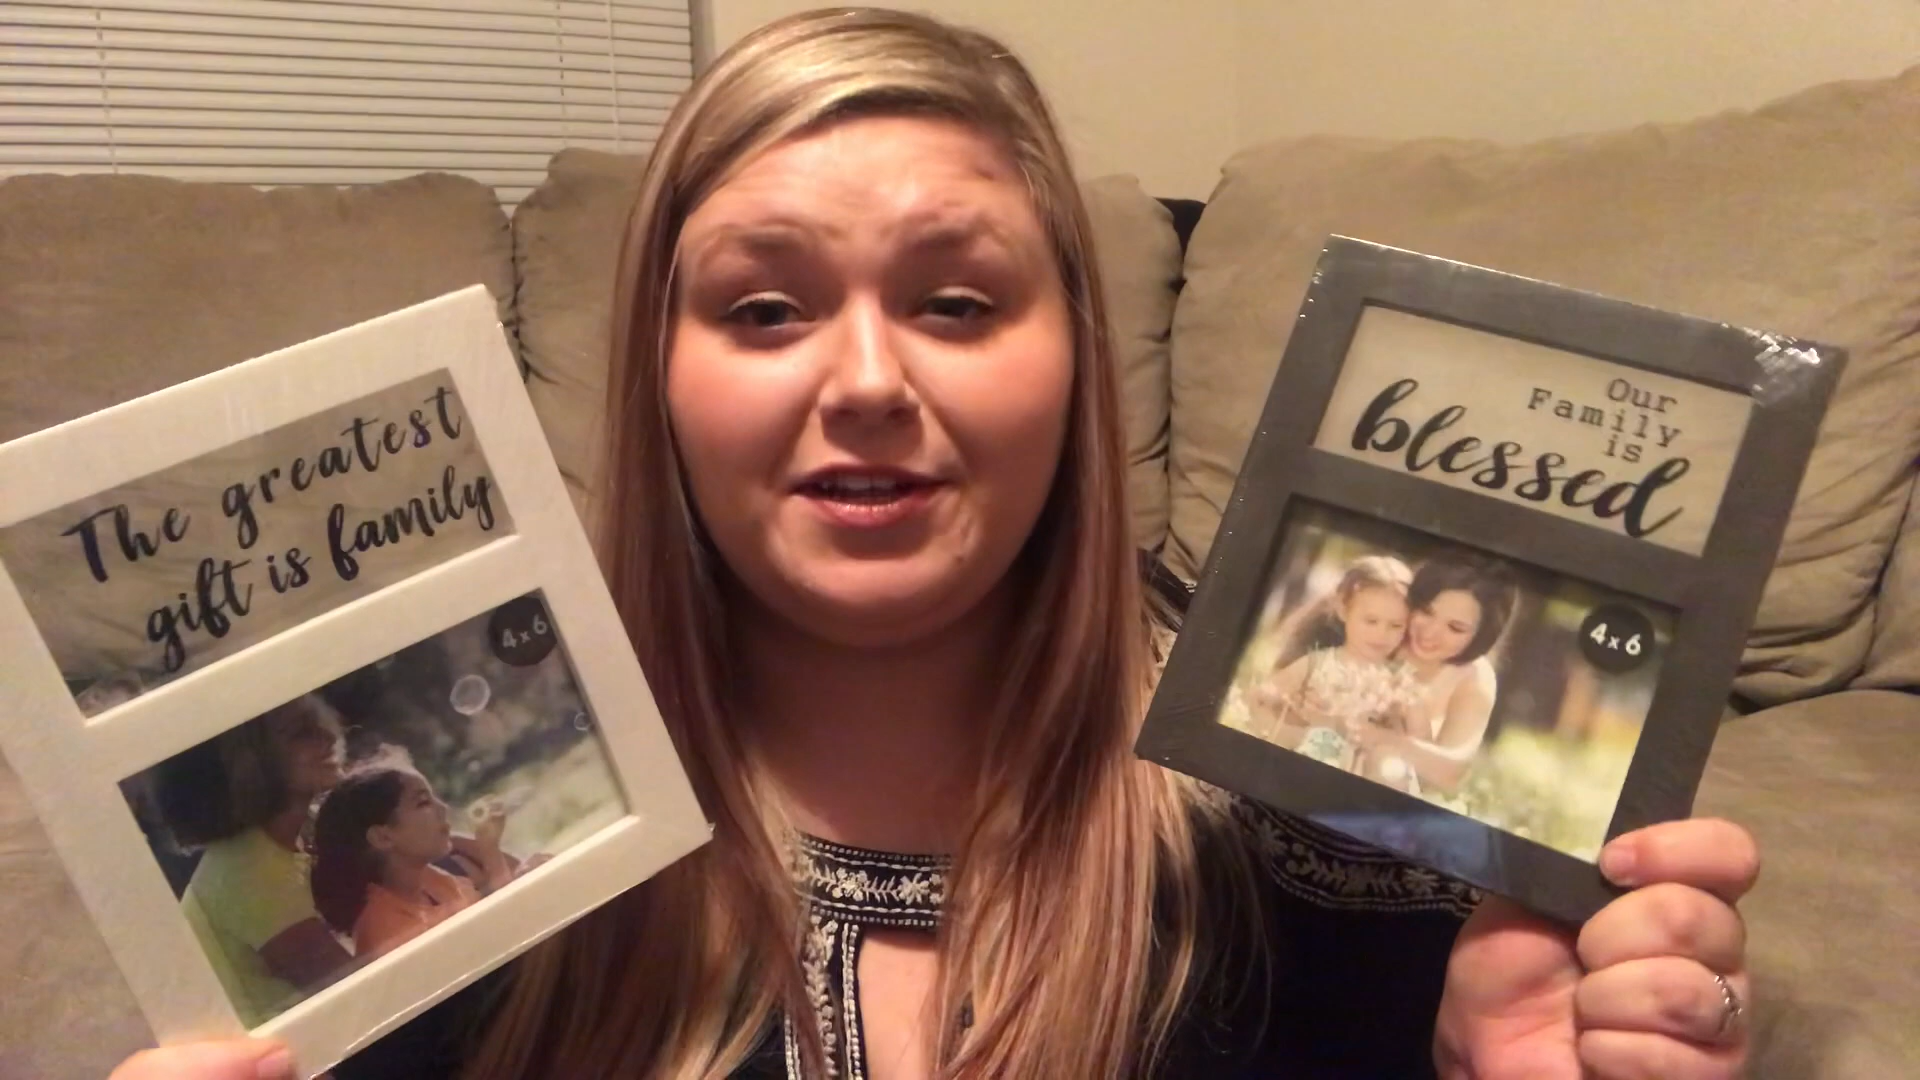 The greatest
gift is family
4x6
Our
Family
is
blessed
4x6